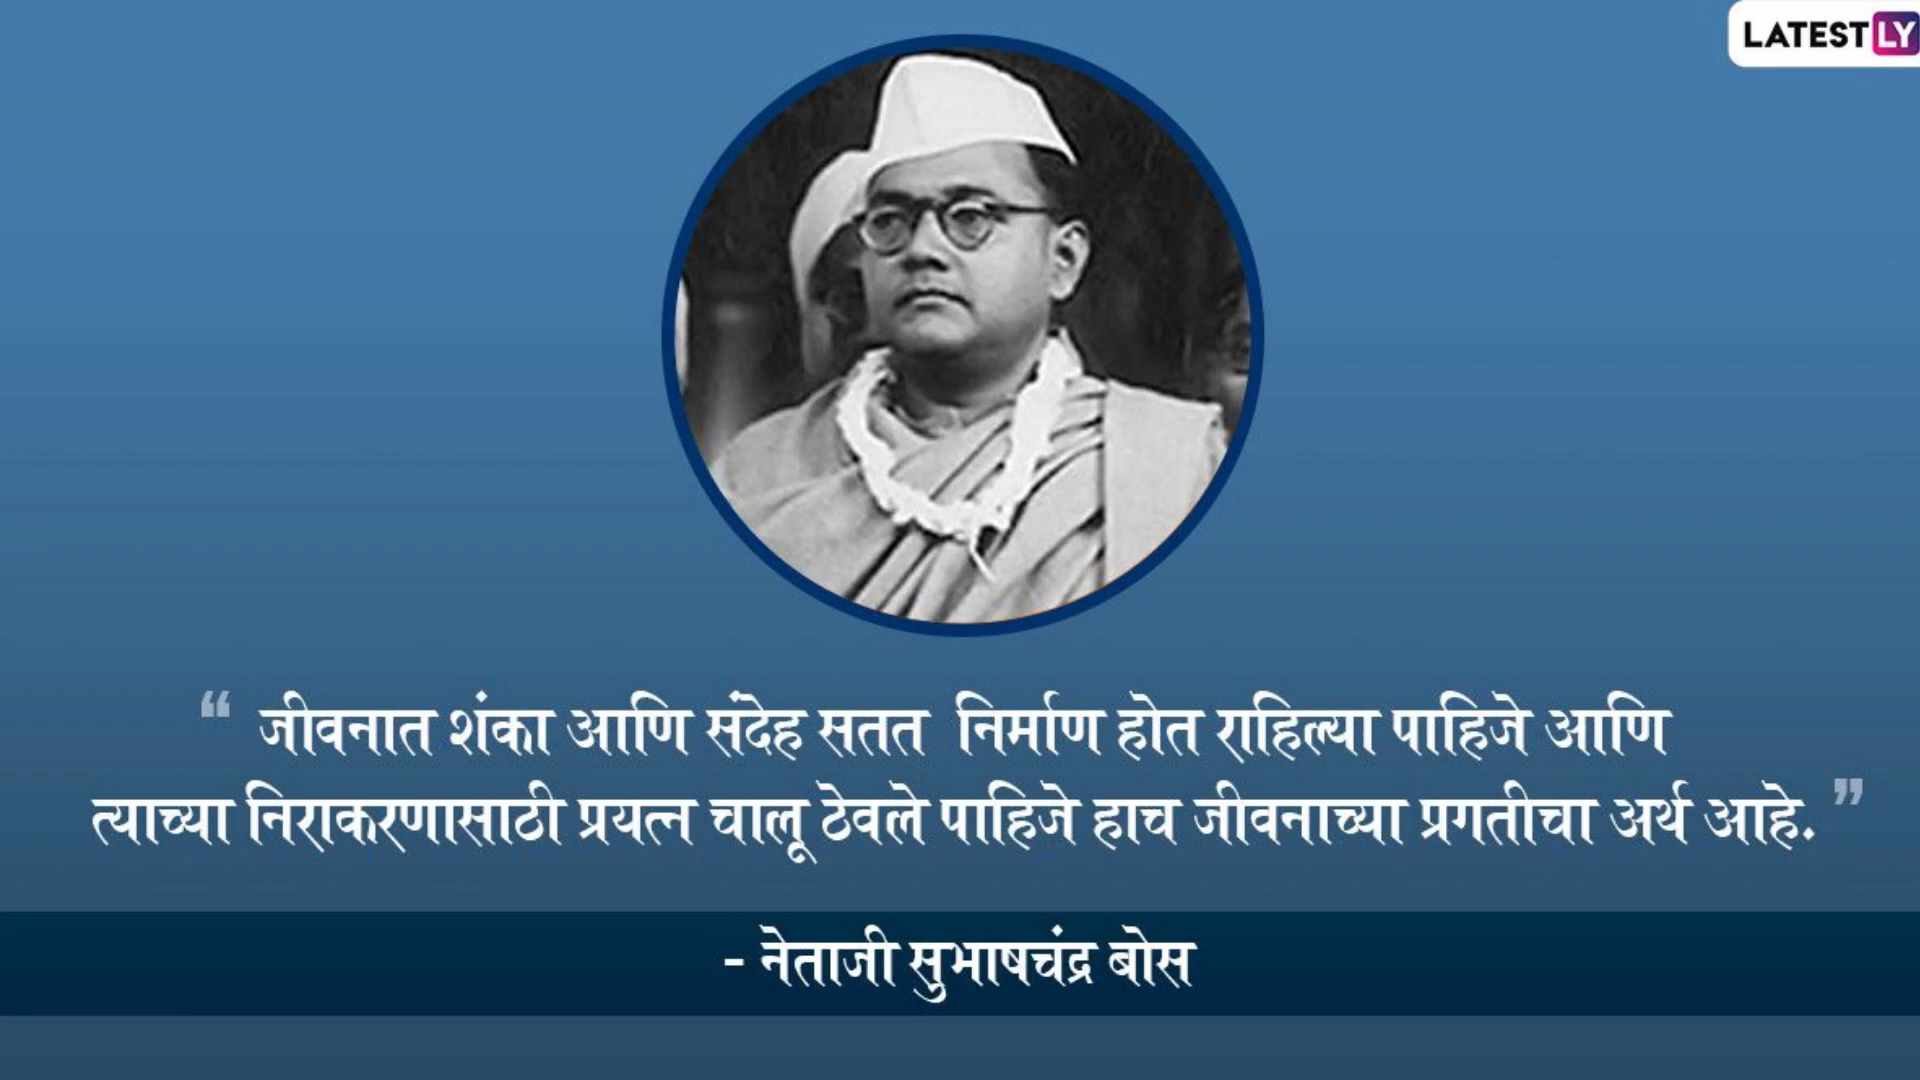 LATESTLY
“ जीवनात शंका आणि संदेह सतत निर्माण होत राहिल्या पाहिजे आणि
त्याच्या निराकरणासाठी प्रयत्न चालू ठेवले पाहिजे हाच जीवनाच्या प्रगतीचा अर्थ आहे. ”
- नेताजी सुभाषचंद्र बोस